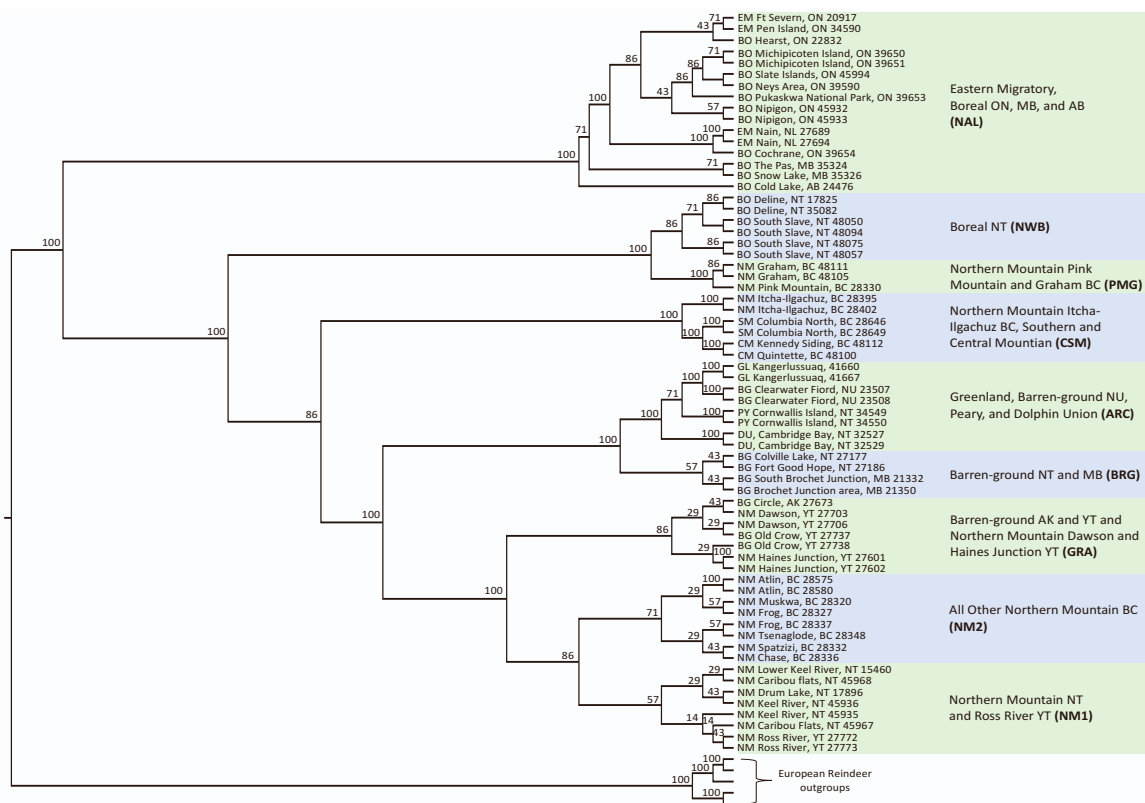 EM Ft Severn, ON 20917
EM Pen Island, ON 34590
BO Hearst, ON 22832
BO Michipicoten Island, ON 39650
BO Michipicoten Island, ON 39651
BO Slate Islands, ON 45994
BO Neys Area, ON 39590
BO Pukaskwa National Park, ON 39653
BO Nipigon, ON 45932
BO Nipigon, ON 45933
EM Nain, NL 27689
EM Nain, NL 27694
BO Cochrane, ON 39654
BO The Pas, MB 35324
BO Snow Lake, MB 35326
BO Cold Lake, AB 24476
Eastern Migratory,
Boreal ON, MB, and AB
(NAL)
71
43
71
86
86
86
43
57
100
100
100
71
71
100
BO Deline, NT 17825
BO Deline, NT 35082
BO South Slave, NT 48050
BO South Slave, NT 48094
BO South Slave, NT 48075
BO South Slave, NT 48057
Boreal NT (NWB)
86
71
86
86
100
100
NM Graham, BC 48111
NM Graham, BC 48105
NM Pink Mountain, BC 28330
Northern Mountain Pink
Mountain and Graham BC (PMG)
86
100
NM Itcha-Ilgachuz, BC 28395
NM Itcha-Ilgachuz, BC 28402
SM Columbia North, BC 28646
SM Columbia North, BC 28649
CM Kennedy Siding, BC 48112
CM Quintette, BC 48100
Northern Mountain Itcha-
Ilgachuz BC, Southern and
Central Mountian (CSM)
100
100
100
100
100
100
GL Kangerlussuaq, 41660
GL Kangerlussuaq, 41667
BG Clearwater Fiord, NU 23507
BG Clearwater Fiord, NU 23508
PY Cornwallis Island, NT 34549
PY Cornwallis Island, NT 34550
DU, Cambridge Bay, NT 32527
DU, Cambridge Bay, NT 32529
Greenland, Barren-ground NU,
Peary, and Dolphin Union (ARC)
100
100
100
71
100
100
100
86
100
BG Colville Lake, NT 27177
BG Fort Good Hope, NT 27186
BG South Brochet Junction, MB 21332
BG Brochet Junction area, MB 21350
Barren-ground NT and MB (BRG)
43
57
43
BG Circle, AK 27673
NM Dawson, YT 27703
NM Dawson, YT 27706
BG Old Crow, YT 27737
BG Old Crow, YT 27738
NM Haines Junction, YT 27601
NM Haines Junction, YT 27602
Barren-ground AK and YT and
Northern Mountain Dawson and
Haines Junction YT (GRA)
43
29
29
86
29
100
100
100
NM Atlin, BC 28575
NM Atlin, BC 28580
NM Muskwa, BC 28320
NM Frog, BC 28327
NM Frog, BC 28337
NM Tsenaglode, BC 28348
NM Spatzizi, BC 28332
NM Chase, BC 28336
All Other Northern Mountain BC
(NM2)
100
29
57
71
57
29
43
86
NM Lower Keel River, NT 15460
NM Caribou flats, NT 45968
NM Drum Lake, NT 17896
NM Keel River, NT 45936
NM Keel River, NT 45935
NM Caribou Flats, NT 45967
NM Ross River, YT 27772
NM Ross River, YT 27773
Northern Mountain NT
and Ross River YT (NM1)
29
29
43
57
14
14
43
100
100
100
100
European Reindeer
outgroups